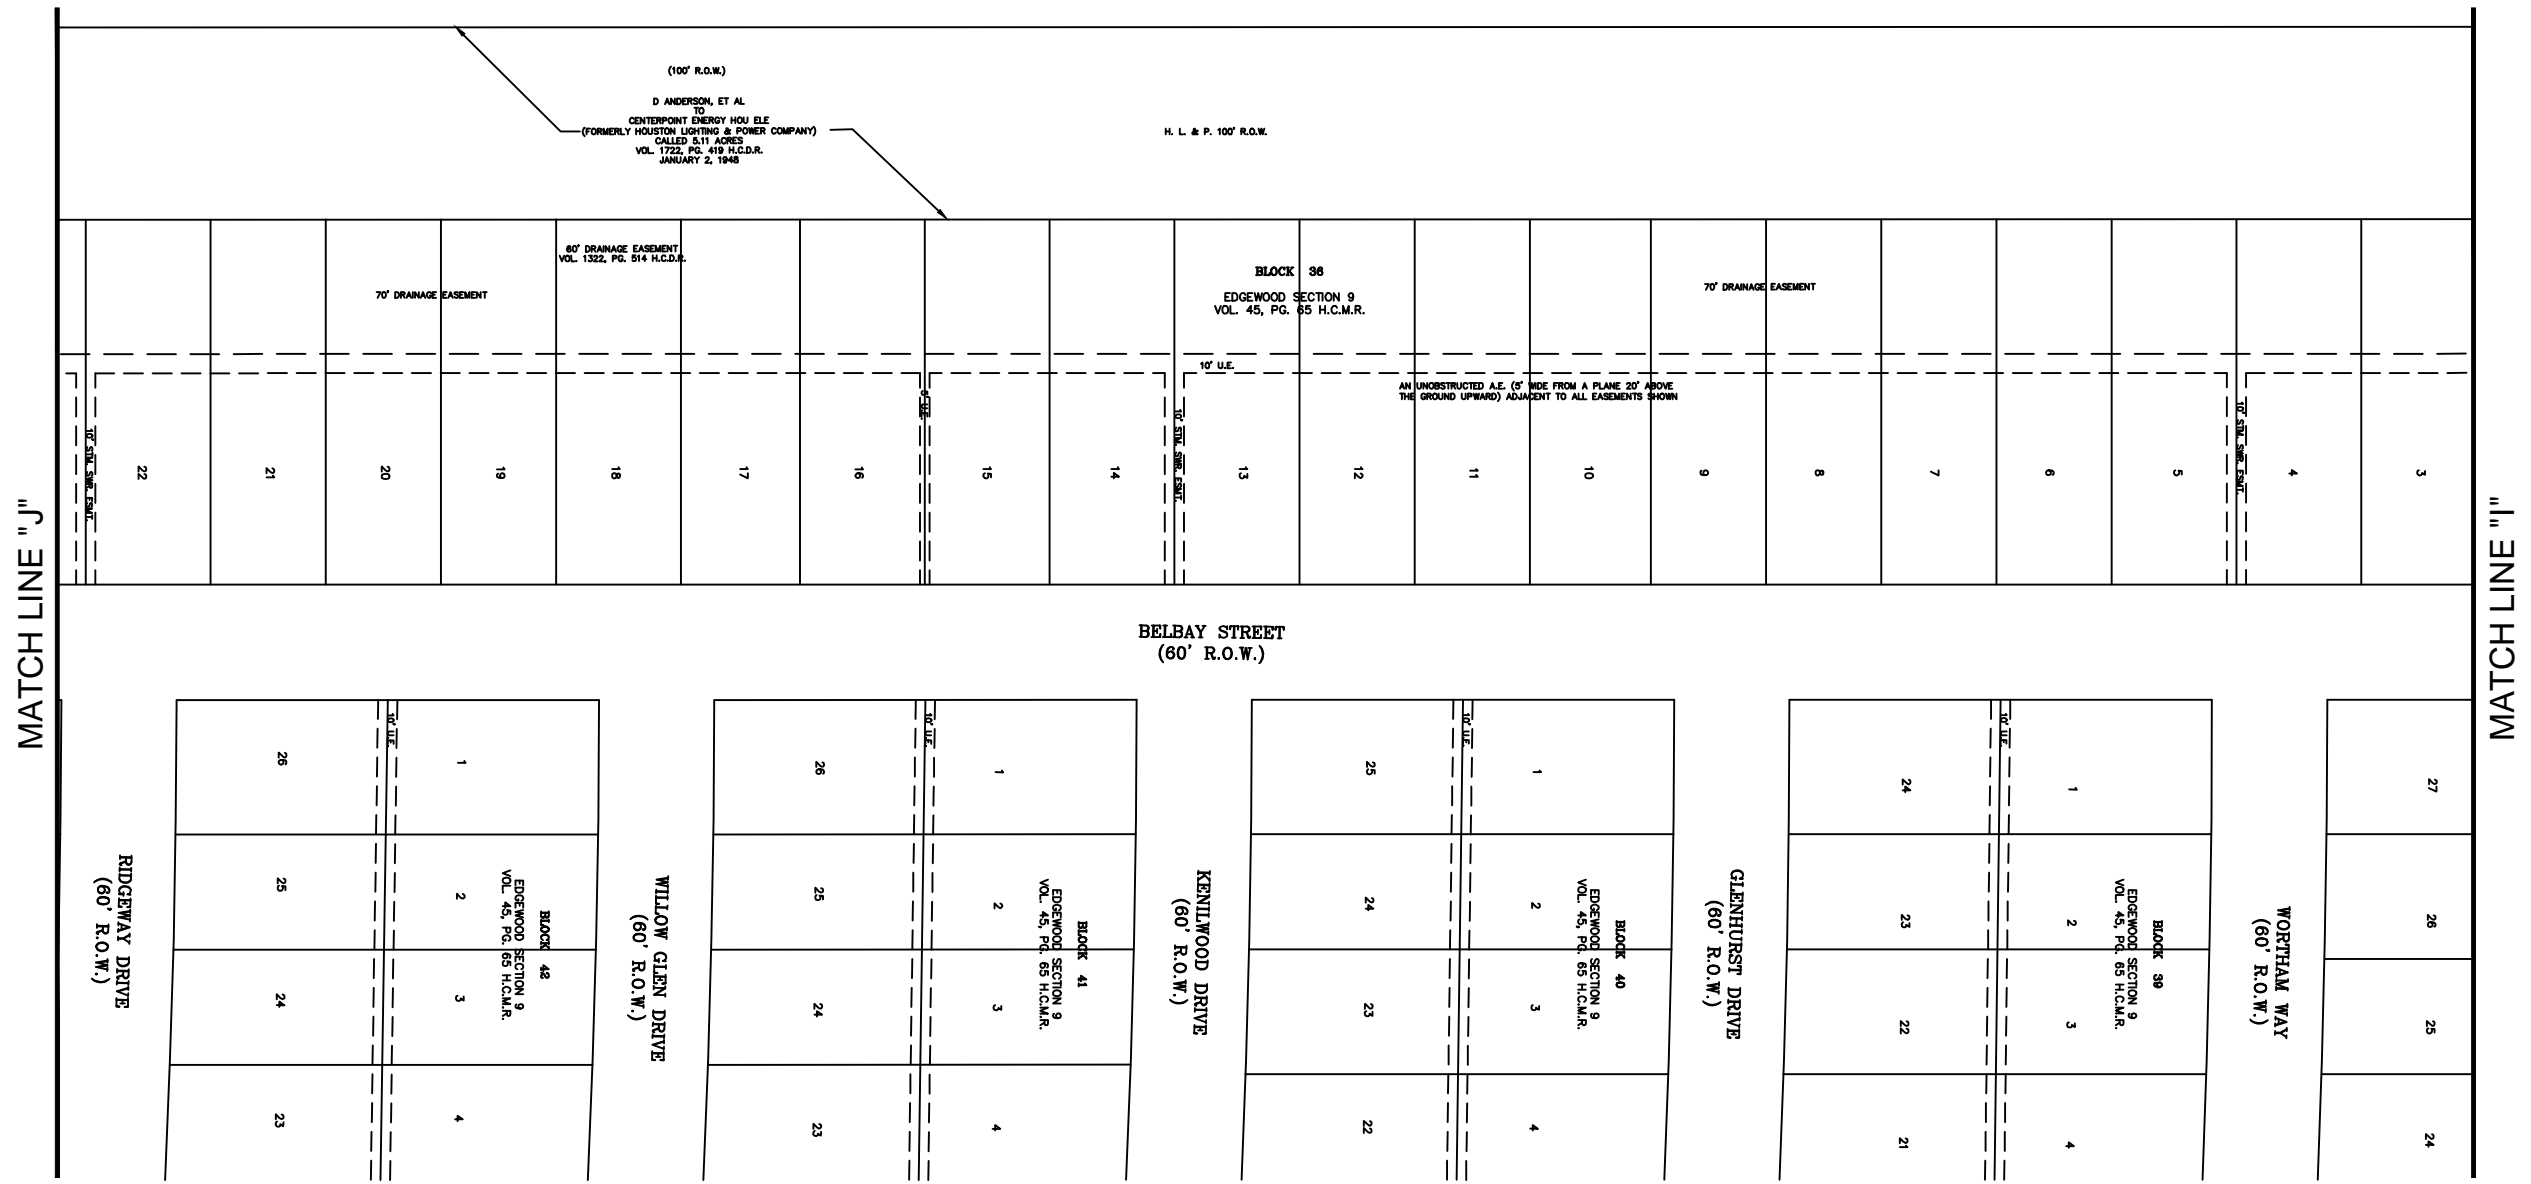 (100' R.O.W.)
D ANDERSON, ET AL
TO
CENTERPOINT ENERGY HOU ELE
(FORMERLY HOUSTON LIGHTING & POWER COMPANY)
CALLED 5.11 ACRES
VOL. 1722, PG. 419 H.C.D.R.
JANUARY 2, 1948
H. L. & P. 100' R.O.W.
60' DRAINAGE EASEMENT
VOL. 1322, PG. 514 H.C.D.R.
70' DRAINAGE EASEMENT
BLOCK 36
EDGEWOOD SECTION 9
VOL. 45, PG. 65 H.C.M.R.
70' DRAINAGE EASEMENT
10' U.E.
AN UNOBSTRUCTED A.E. (5' WIDE FROM A PLANE 20' ABOVE
THE GROUND UPWARD) ADJACENT TO ALL EASEMENTS SHOWN
10' STM. SWR. ESMT.
22
21
20
19
18
17
16
5' U.E.
15
14
10' STM. SWR. ESMT.
13
12
11
10
9
8
7
6
5
10' STM. SWR. ESMT.
4
3
MATCH LINE "J"
MATCH LINE "I"
BELBAY STREET
(60' R.O.W.)
RIDGEWAY DRIVE
(60' R.O.W.)
26
25
24
23
10' U.E.
1
2
3
4
BLOCK 42
EDGEWOOD SECTION 9
VOL. 45, PG. 65 H.C.M.R.
WILLOW GLEN DRIVE
(60' R.O.W.)
26
25
24
23
10' U.E.
1
2
3
4
BLOCK 41
EDGEWOOD SECTION 9
VOL. 45, PG. 65 H.C.M.R.
KENILWOOD DRIVE
(60' R.O.W.)
25
24
23
22
10' U.E.
1
2
3
4
BLOCK 40
EDGEWOOD SECTION 9
VOL. 45, PG. 65 H.C.M.R.
GLENHURST DRIVE
(60' R.O.W.)
24
23
22
21
10' U.E.
1
2
3
4
BLOCK 39
EDGEWOOD SECTION 9
VOL. 45, PG. 65 H.C.M.R.
WORTHAM WAY
(60' R.O.W.)
27
26
25
24